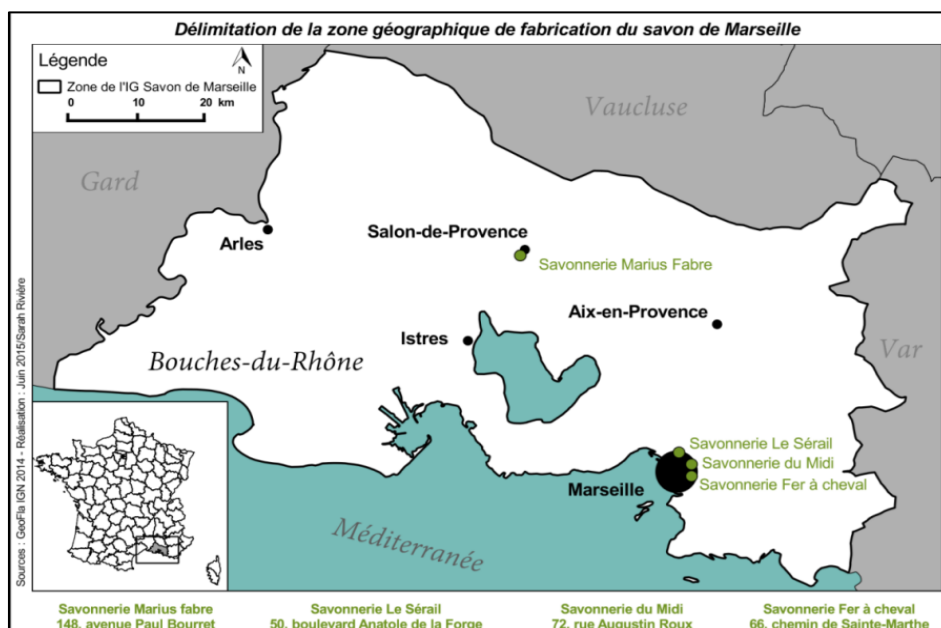 Délimitation de la zone géographique de fabrication du savon de Marseille
Légende
N
Zone de l'IG Savon de Marseille
0 10 20 km
Vaucluse
Gard
Arles
Salon-de-Provence
Savonnerie Marius Fabre
Aix-en-Provence
Istres
Var
Bouches-du-Rhône
Savonnerie Le Sérail
Savonnerie du Midi
Marseille
Savonnerie Fer à cheval
Méditerranée
Sources : GeoFla IGN 2014 - Réalisation : Juin 2015/Sarah Rivière
Savonnerie Marius fabre
148, avenue Paul Bourret
Savonnerie Le Sérail
50, boulevard Anatole de la Forge
Savonnerie du Midi
72, rue Augustin Roux
Savonnerie Fer à cheval
66, chemin de Sainte-Marthe